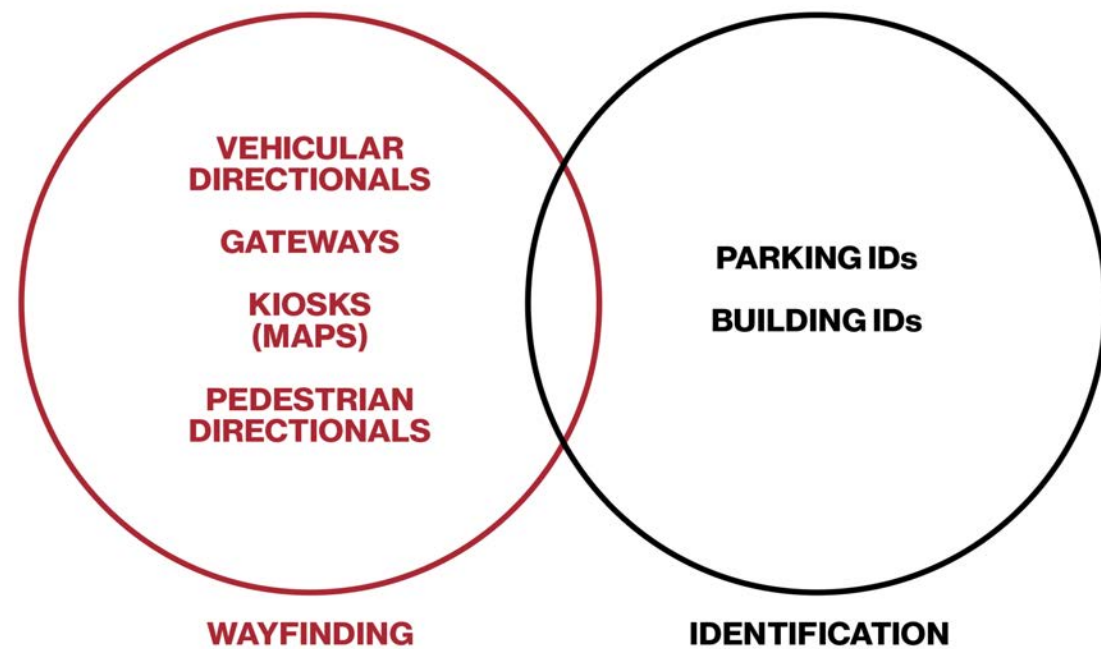 VEHICULAR
DIRECTIONALS
GATEWAYS
KIOSKS
(MAPS)
PEDESTRIAN
DIRECTIONALS
WAYFINDING
PARKING IDs
BUILDING IDs
IDENTIFICATION